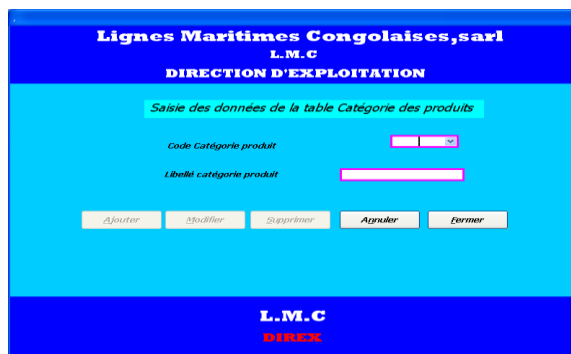 Lignes Maritimes Congolaises,sarl
L.M.C
DIRECTION D'EXPLOITATION
Saisie des données de la table Catégorie des produits
Code Catégorie produit
Libellé catégorie produit
Ajouter Modifier Supprimer Annuler Fermer
L.M.C
DIREX